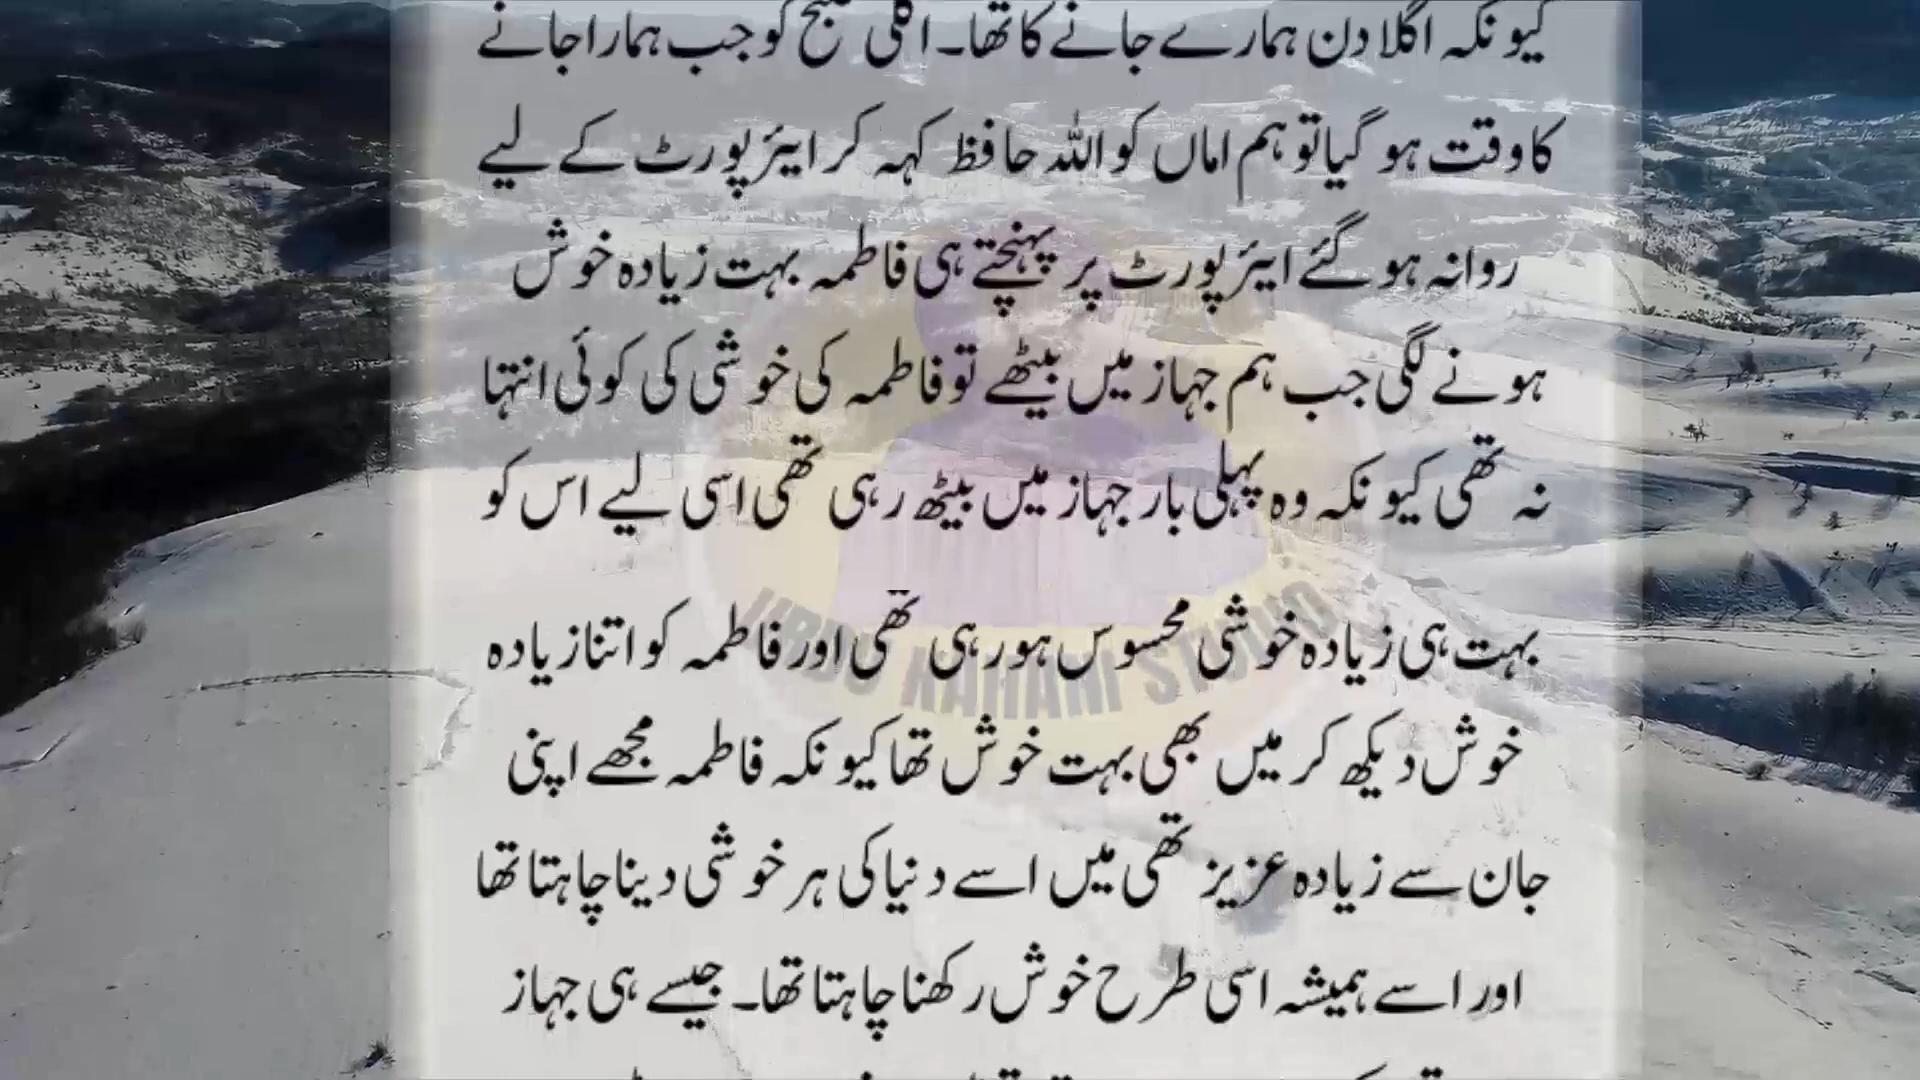 کیونکہ اگلا دن ہمارے جانے کا تھا۔ اگلی صبح کو جب ہمارا جانے
کا وقت ہو گیا تو ہم اماں کو اللہ حافظ کہہ کر ایئرپورٹ کے لیے
روانہ ہو گئے ایئرپورٹ پر پہنچتے ہی فاطمہ بہت زیادہ خوش
ہونے لگی جب ہم جہاز میں بیٹھے تو فاطمہ کی خوشی کی کوئی انتہا
نہ تھی کیونکہ وہ پہلی بار جہاز میں بیٹھ رہی تھی اسی لیے اس کو
بہت ہی زیادہ خوشی محسوس ہو رہی تھی اور فاطمہ کو اتنا زیادہ
خوش دیکھ کر میں بھی بہت خوش تھا کیونکہ فاطمہ مجھے اپنی
جان سے زیادہ عزیز تھی میں اسے دنیا کی ہر خوشی دینا چاہتا تھا
اور اسے ہمیشہ اسی طرح خوش رکھنا چاہتا تھا۔ جیسے ہی جہاز
URDU KAHANI STUDIO